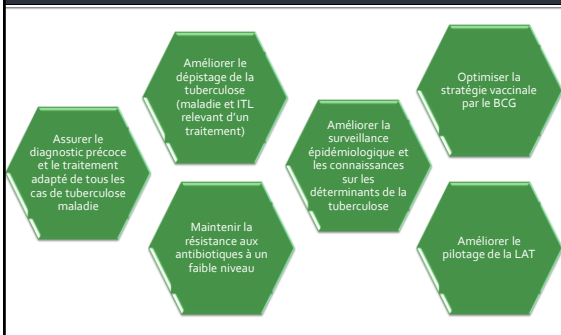 Assurer le
diagnostic précoce
et le traitement
adapté de tous les
cas de tuberculose
maladie
Améliorer le
dépistage de la
tuberculose
(maladie et ITL
relevant d'un
traitement)
Maintenir la
résistance aux
antibiotiques à un
faible niveau
Améliorer la
surveillance
épidémiologique et
les connaissances
sur les
déterminants de la
tuberculose
Optimiser la
stratégie vaccinale
par le BCG
Améliorer le
pilotage de la LAT